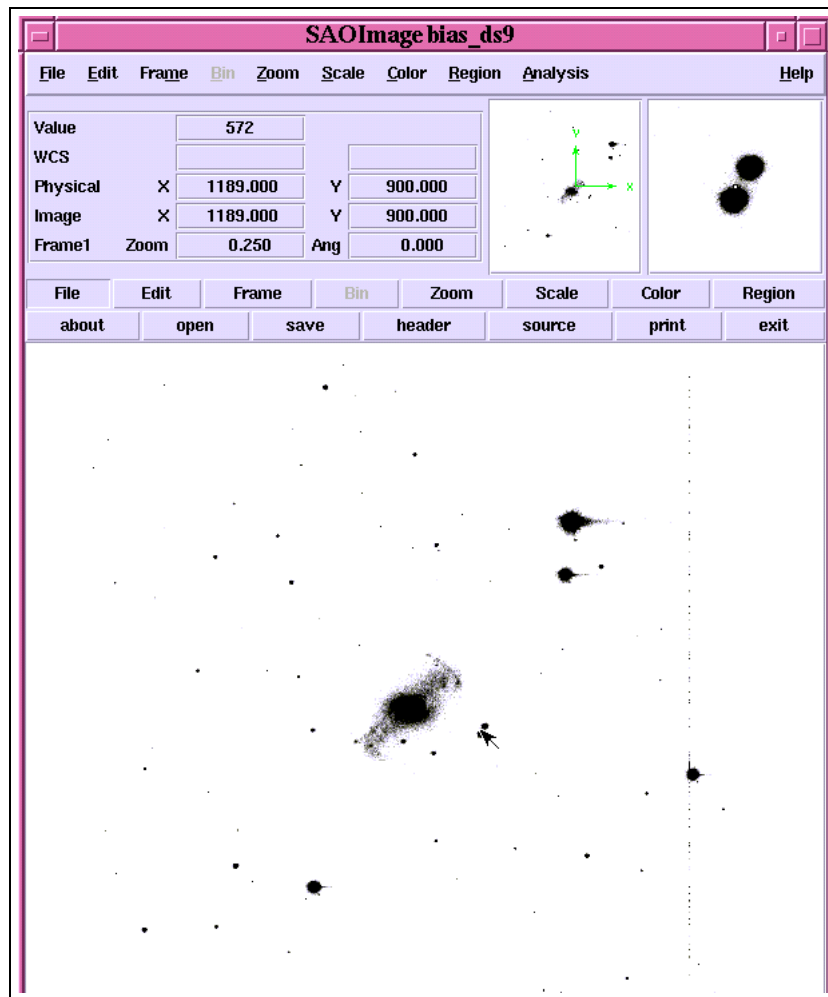 SAOImage bias_ds9
File Edit Frame Bin Zoom Scale Color Region Analysis Help
Value 572
WCS
Physical X 1189.000 Y 900.000
Image X 1189.000 Y 900.000
Frame1 Zoom 0.250 Ang 0.000
Y
X
File Edit Frame Bin Zoom Scale Color Region
about open save header source print exit